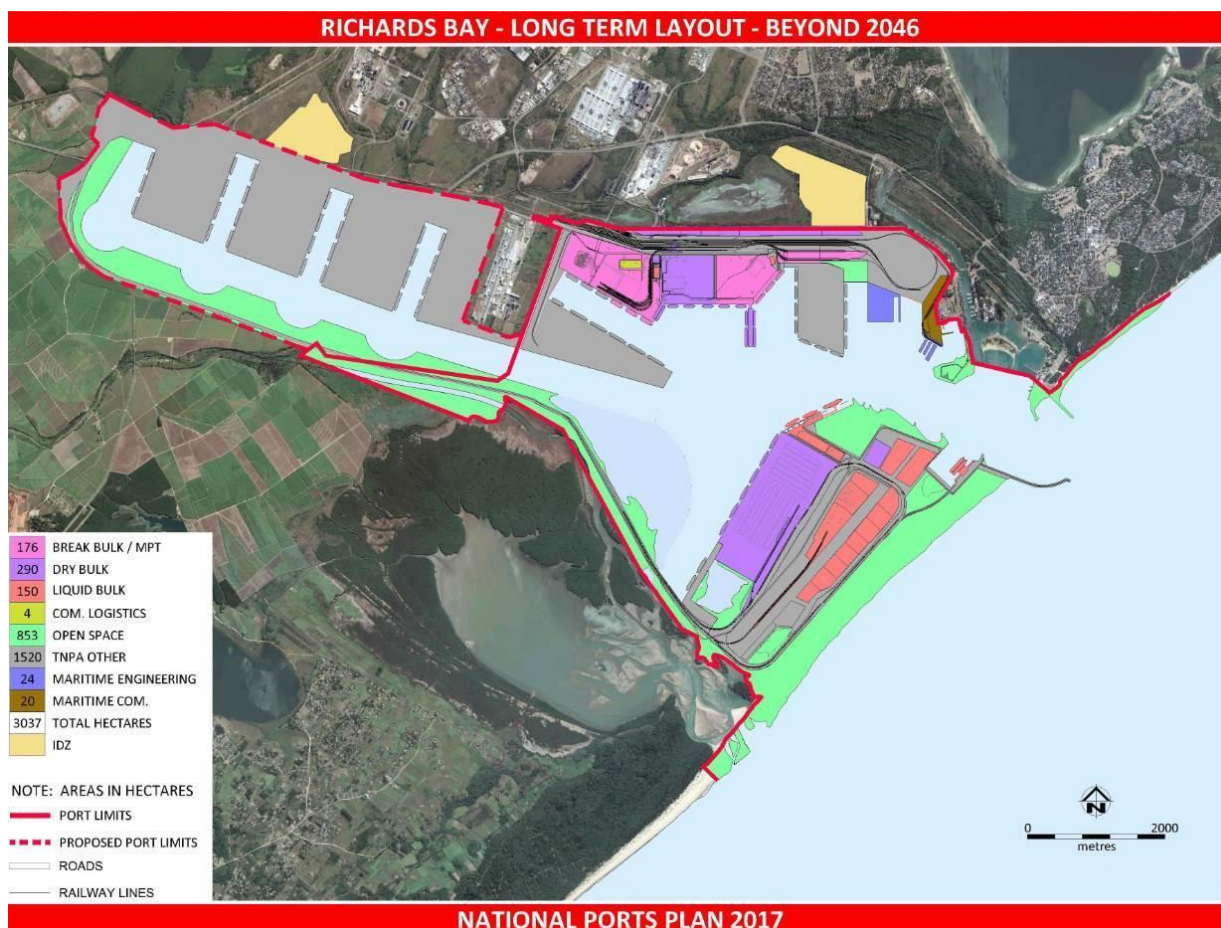 RICHARDS BAY - LONG TERM LAYOUT - BEYOND 2046
176 BREAK BULK / MPT
290 DRY BULK
150 LIQUID BULK
4 COM. LOGISTICS
853 OPEN SPACE
1520 TNPA OTHER
24 MARITIME ENGINEERING
20 MARITIME COM.
3037 TOTAL HECTARES
IDZ
NOTE: AREAS IN HECTARES
PORT LIMITS
PROPOSED PORT LIMITS
ROADS
RAILWAY LINES
N
0 2000
metres
NATIONAL PORTS PLAN 2017